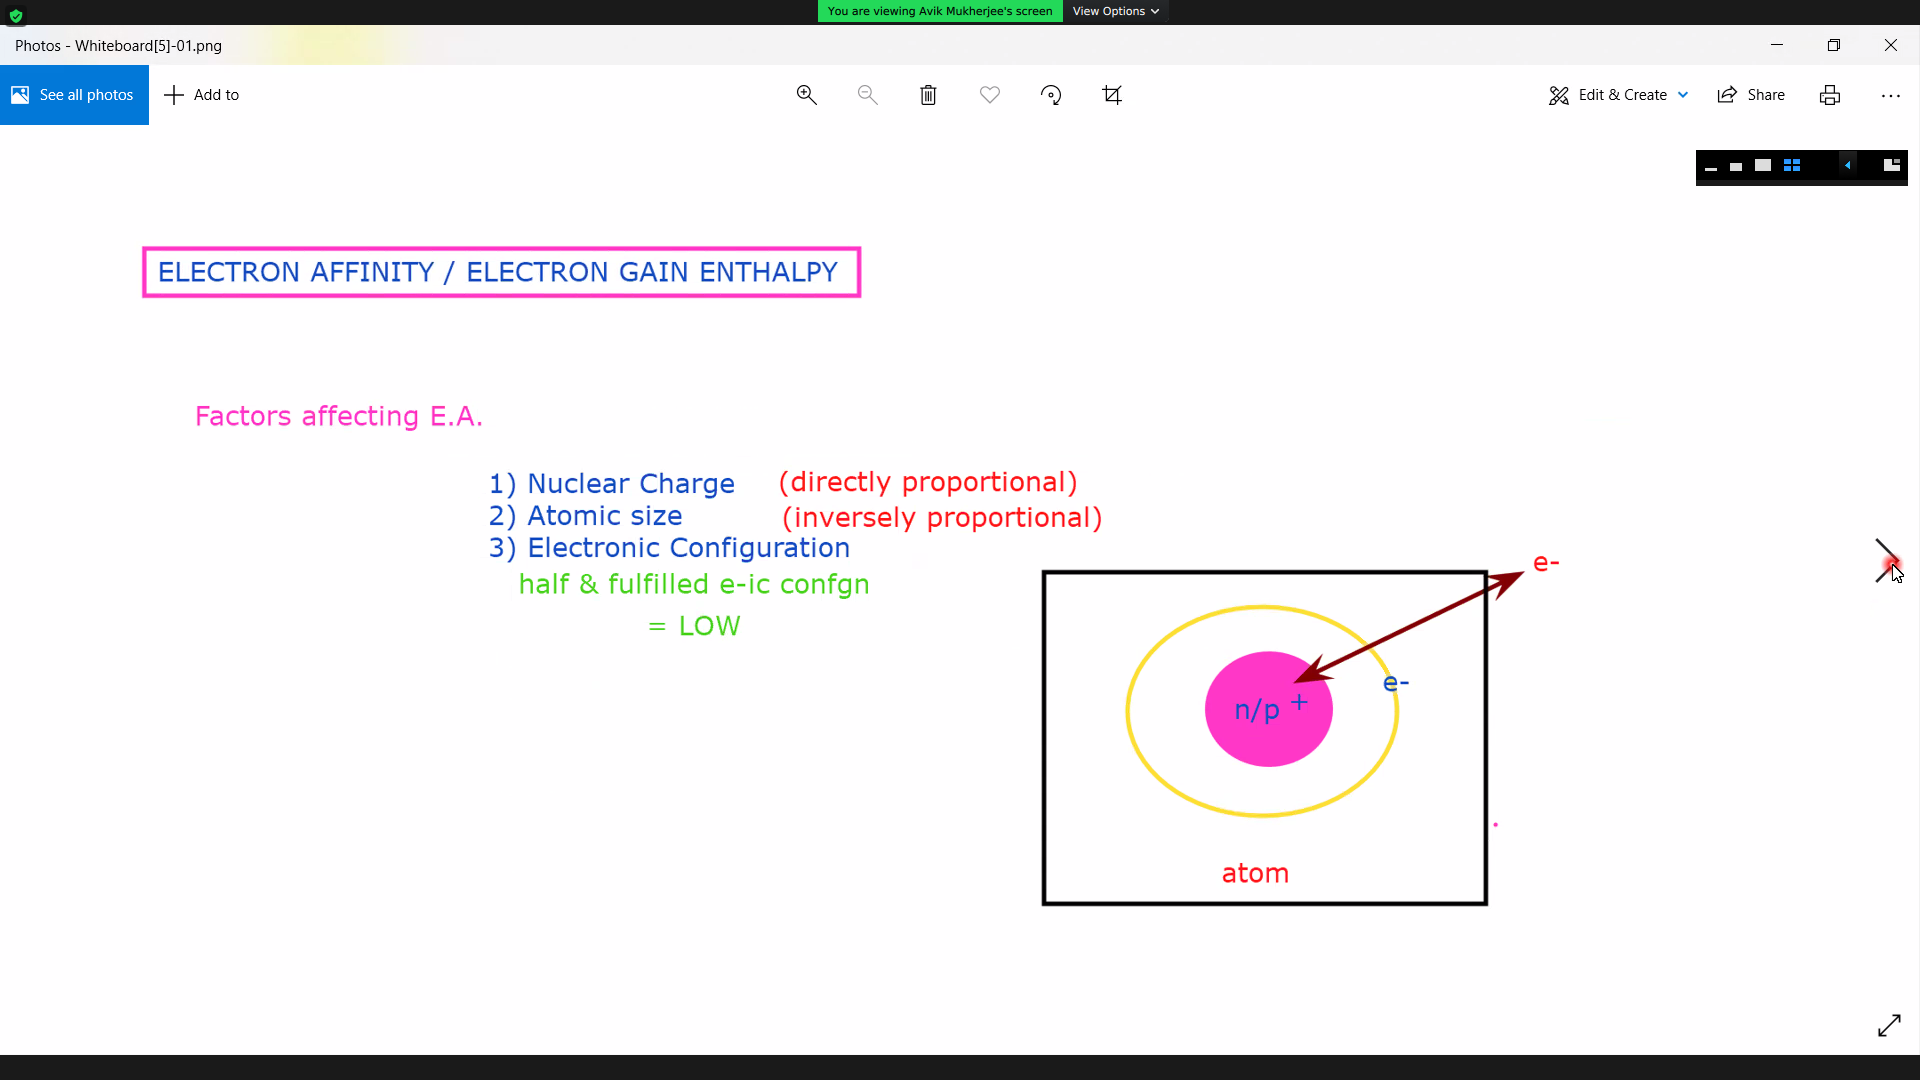 You are viewing Avik Mukherjee's screen View Options
Photos - Whiteboard[5]-01.png
See all photos Add to Edit & Create Share
ELECTRON AFFINITY / ELECTRON GAIN ENTHALPY
Factors affecting E.A.
1) Nuclear Charge (directly proportional)
2) Atomic size (inversely proportional)
3) Electronic Configuration
half & fulfilled e-ic confgn
= LOW
e-
e-
n/p +
atom